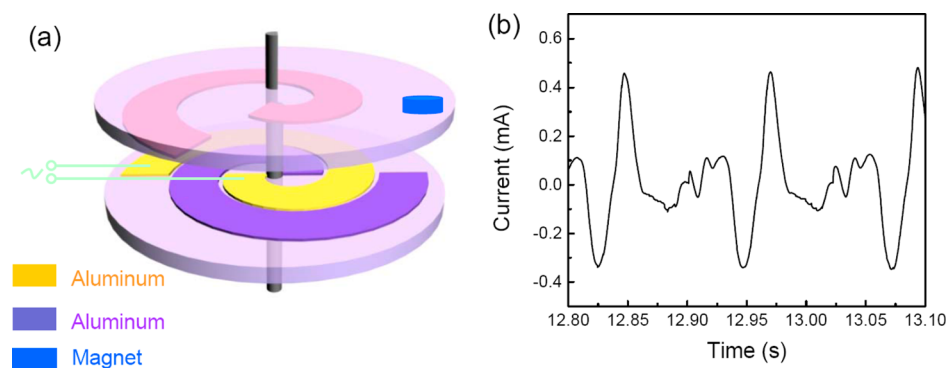 (a)
Aluminum
Aluminum
Magnet
(b)
Current (mA)
0.6
0.4
0.2
0.0
-0.2
-0.4
12.80 12.85 12.90 12.95 13.00 13.05 13.10
Time (s)